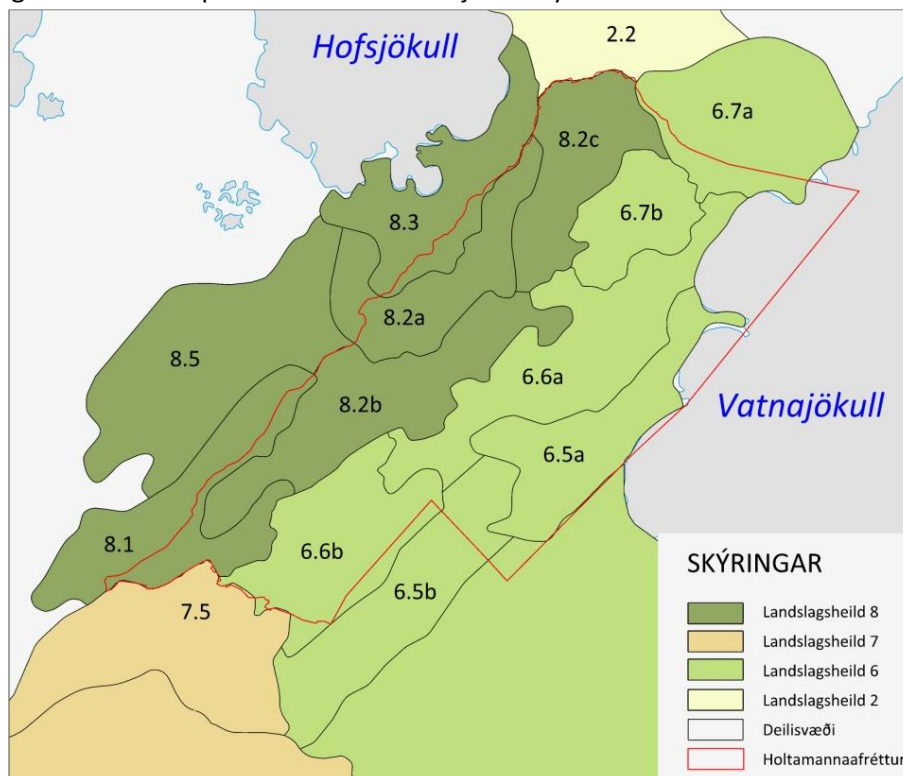 Hofsjökull
2.2
6.7a
8.2c
6.7b
8.3
8.2a
8.5
6.6a
8.2b
Vatnajökull
6.5a
8.1
6.6b
6.5b
7.5
SKÝRINGAR
Landslagsheild 8
Landslagsheild 7
Landslagsheild 6
Landslagsheild 2
Deilisvæði
Holtamannaafréttur